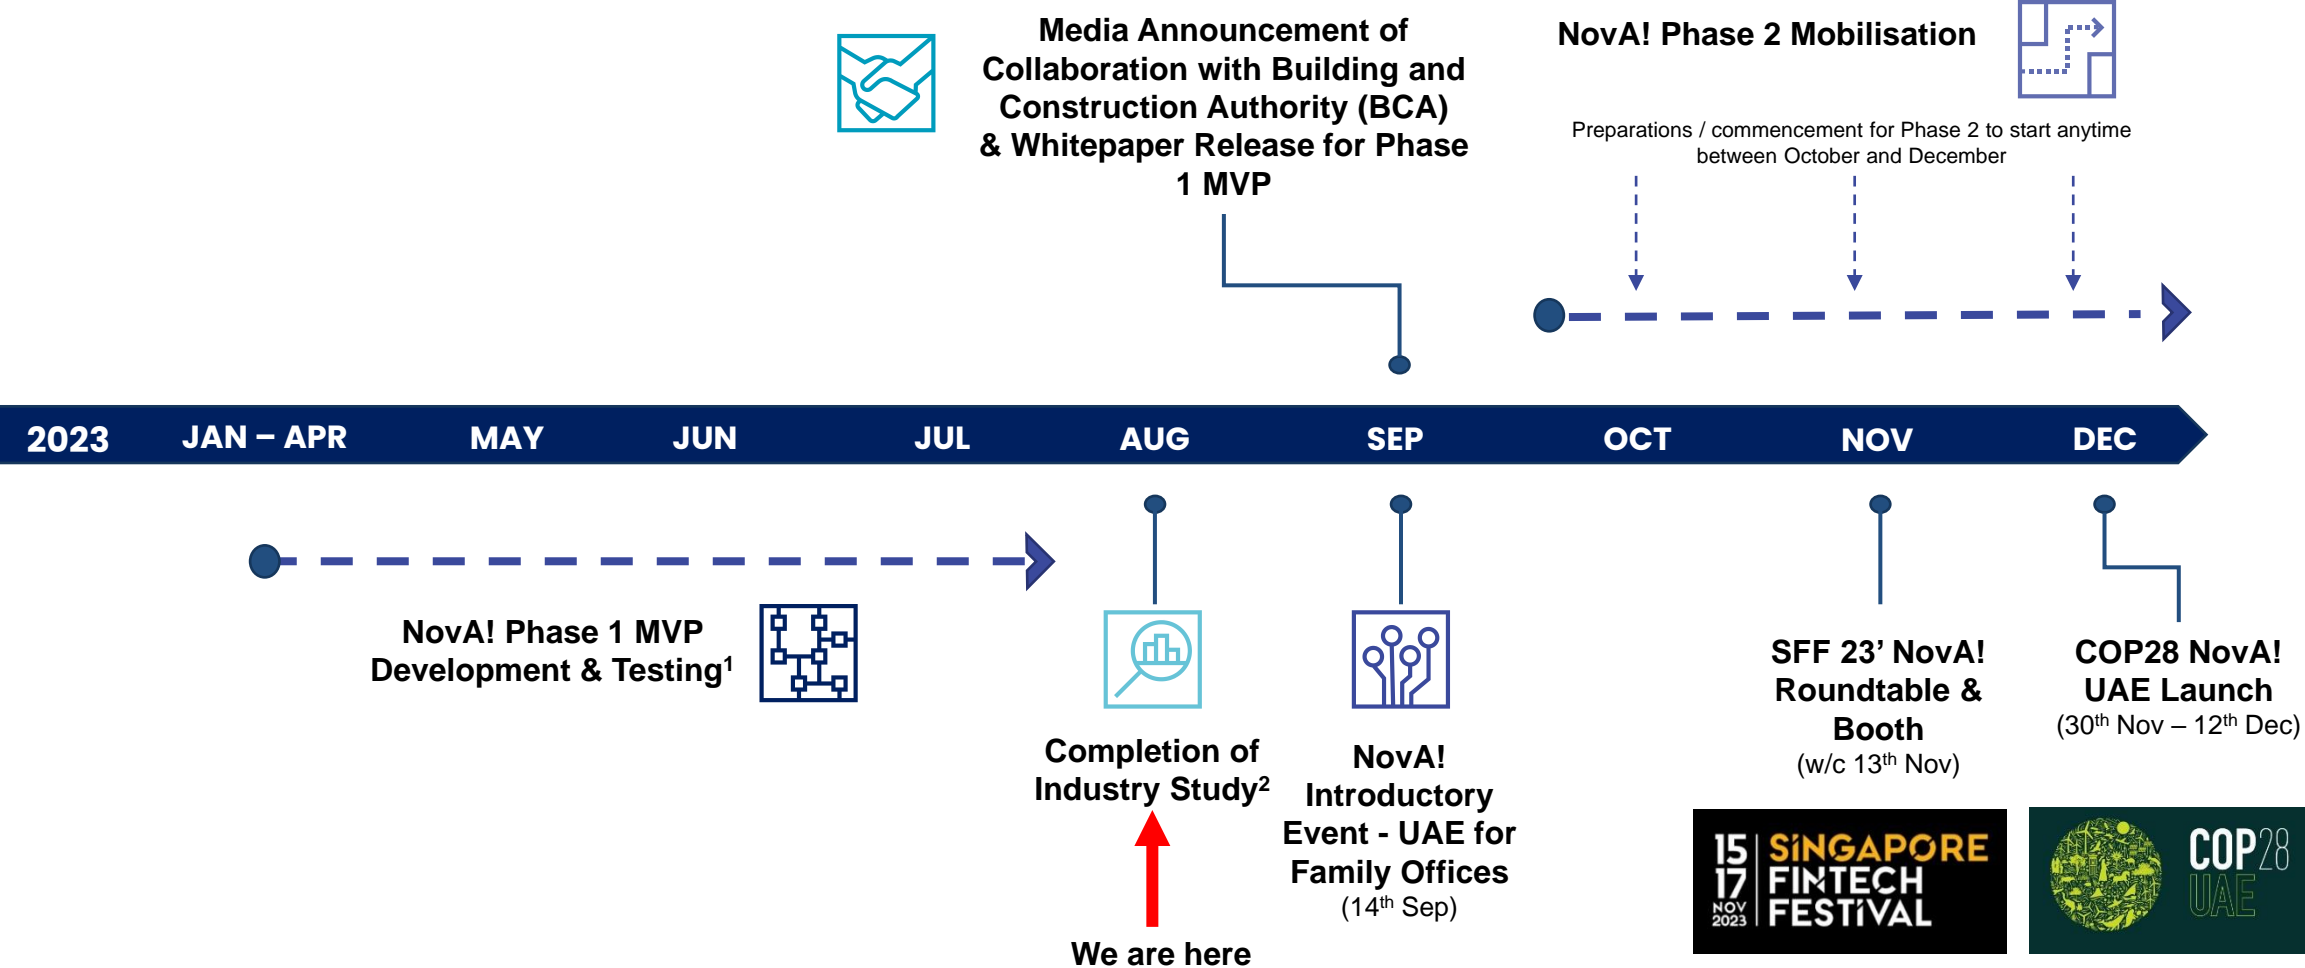 Media Announcement of
Collaboration with Building and
Construction Authority (BCA)
& Whitepaper Release for Phase
1 MVP
NovA! Phase 2 Mobilisation
Preparations / commencement for Phase 2 to start anytime
between October and December
2023 JAN – APR MAY JUN JUL AUG SEP OCT NOV DEC
NovA! Phase 1 MVP
Development & Testing¹
Completion of
Industry Study²
We are here
NovA!
Introductory
Event - UAE for
Family Offices
(14th Sep)
SFF 23’ NovA!
Roundtable &
Booth
(w/c 13th Nov)
15
17
NOV
2023
SINGAPORE
FINTECH
FESTIVAL
COP28 NovA!
UAE Launch
(30th Nov – 12th Dec)
COP28
UAE